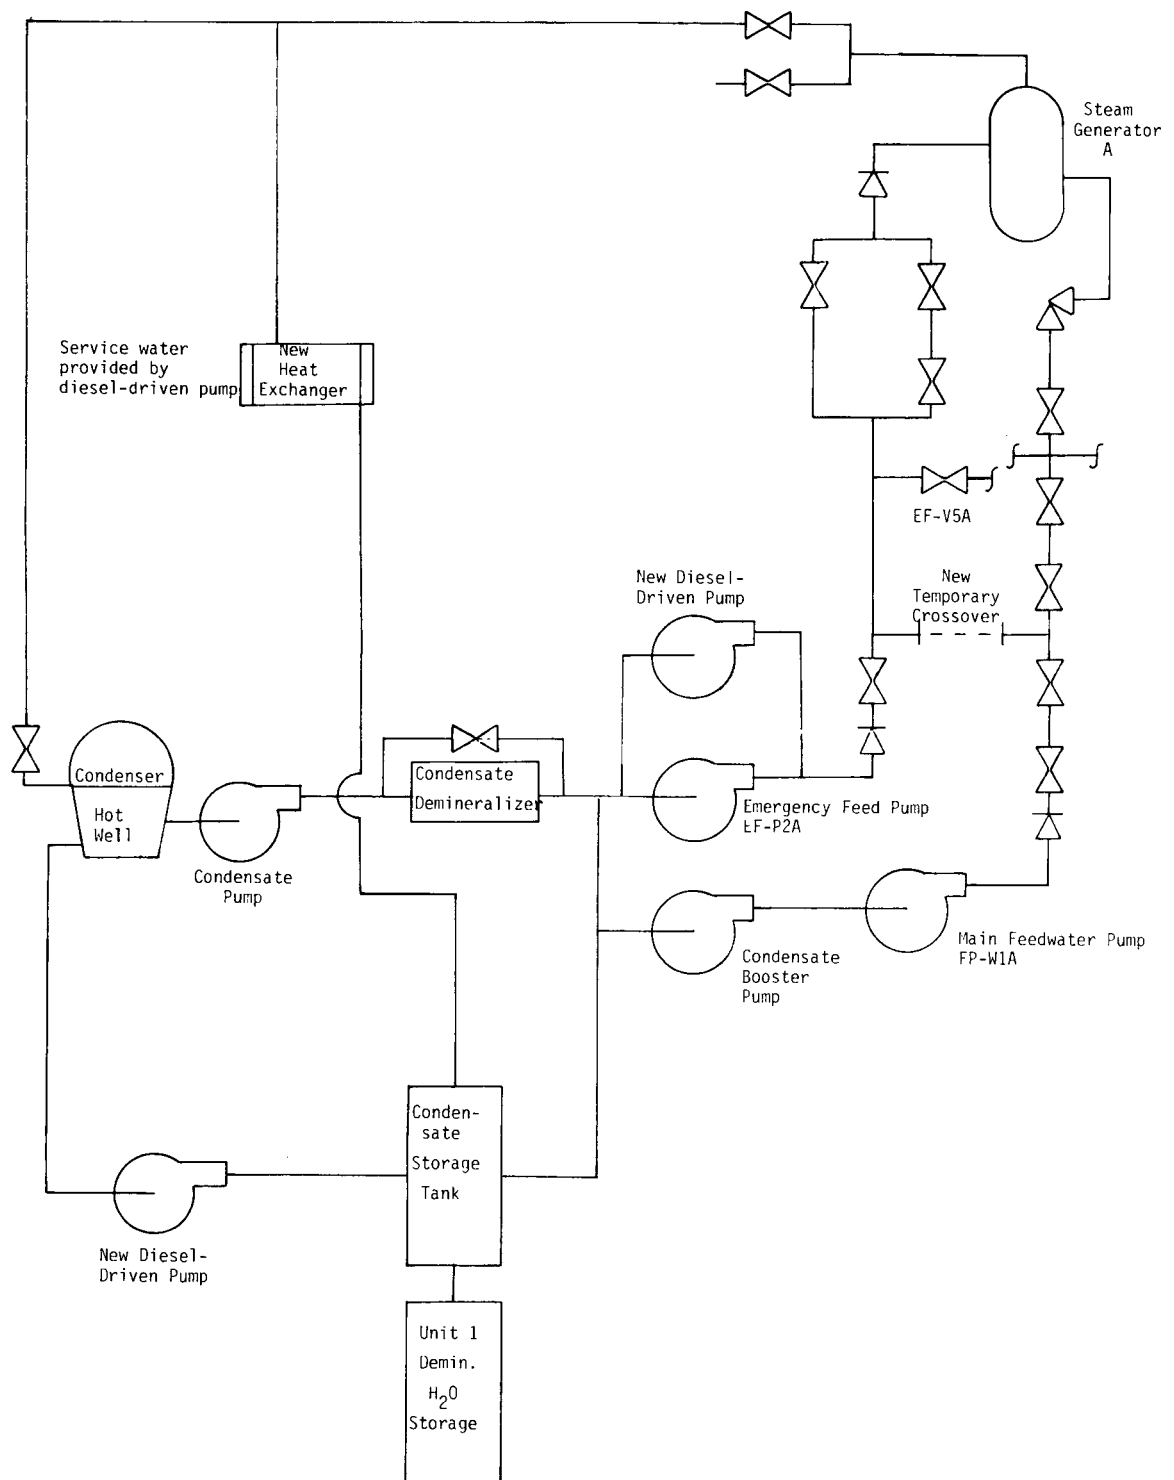 Steam
Generator
A
Service water
provided by
diesel-driven pump
New
Heat
Exchanger
EF-V5A
New
Temporary
Crossover
New Diesel-
Driven Pump
Condenser
Hot
Well
Condensate
Pump
Condensate
Demineralizer
Emergency Feed Pump
EF-P2A
Condensate
Booster
Pump
Main Feedwater Pump
FP-W1A
Conden-
sate
Storage
Tank
New Diesel-
Driven Pump
Unit 1
Demin.
H₂O
Storage